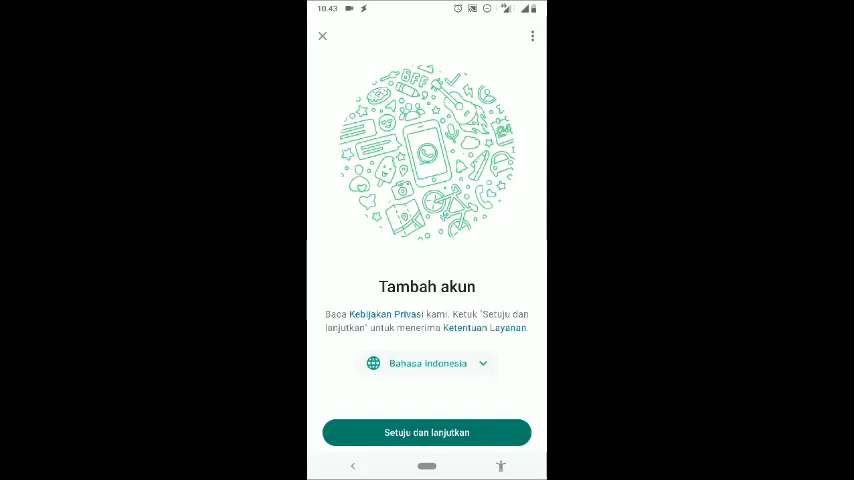 10.43
BFF
Tambah akun
Baca Kebijakan Privasi kami. Ketuk "Setuju dan
lanjutkan" untuk menerima Ketentuan Layanan.
Bahasa Indonesia
Setuju dan lanjutkan